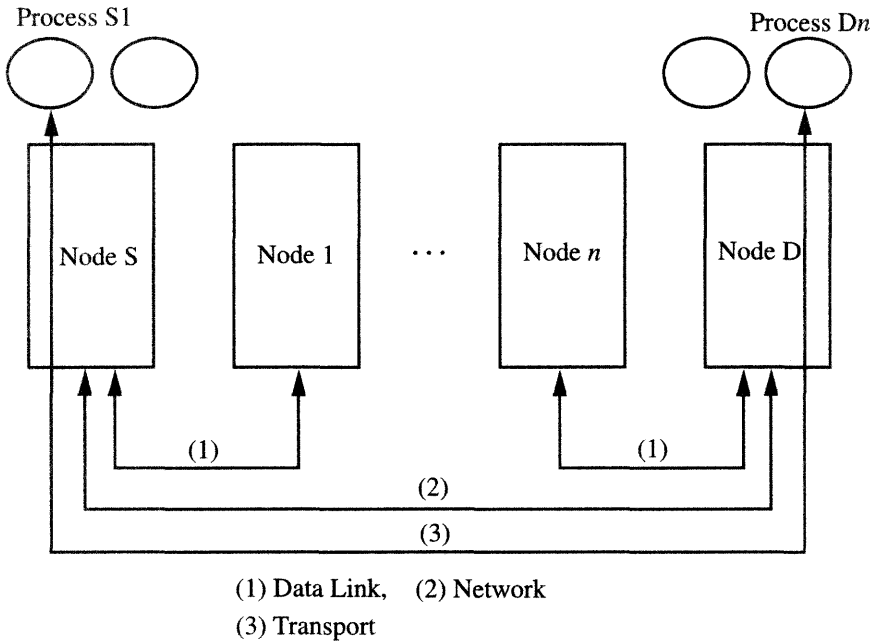 Process S1
Process Dn
Node S
Node 1
...
Node n
Node D
(1)
(1)
(2)
(3)
(1) Data Link, (2) Network
(3) Transport